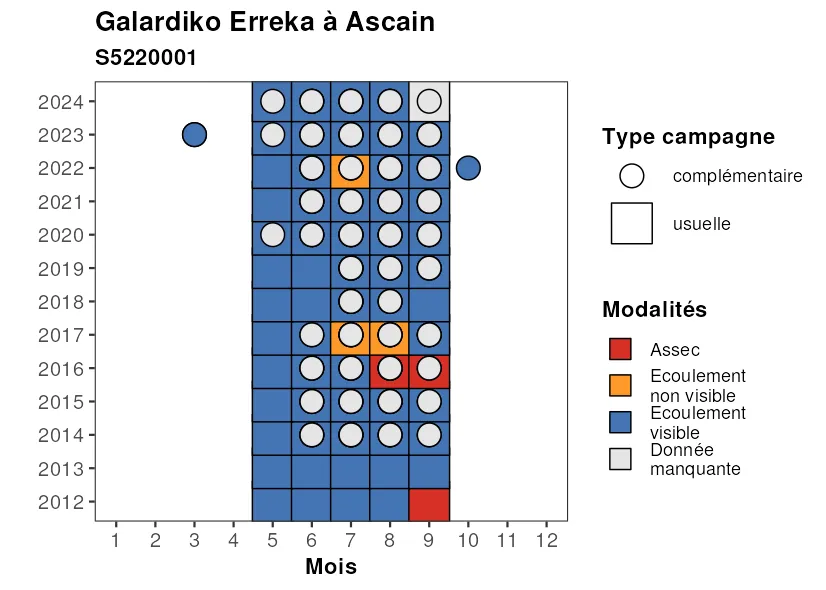 Galardiko Erreka à Ascain
S5220001
2024
2023
2022
2021
2020
2019
2018
2017
2016
2015
2014
2013
2012
1 2 3 4 5 6 7 8 9 10 11 12
Mois
Type campagne
complémentaire
usuelle
Modalités
Assec
Ecoulement
non visible
Ecoulement
visible
Donnée
manquante